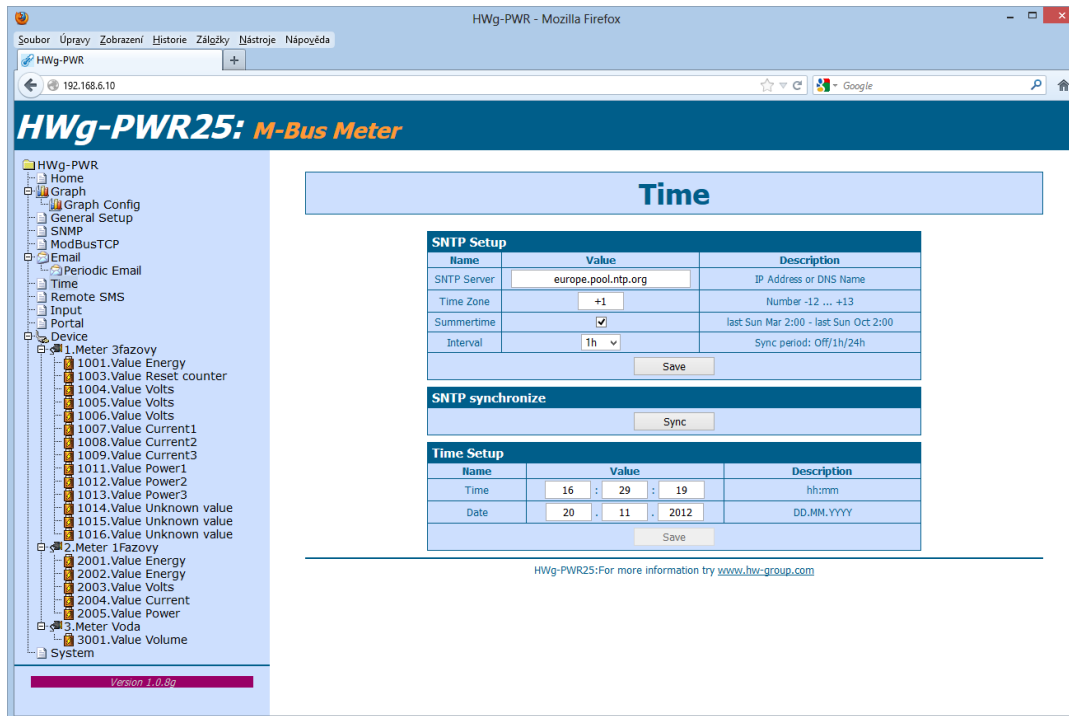 HWg-PWR - Mozilla Firefox
Soubor Úpravy Zobrazení Historie Záložky Nástroje Nápověda
HWg-PWR
192.168.6.10
Google
HWg-PWR25: M-Bus Meter
HWg-PWR
Home
Graph
Graph Config
General Setup
SNMP
ModBusTCP
Email
Periodic Email
Time
Remote SMS
Input
Portal
Device
1.Meter 3fazovy
1001.Value Energy
1003.Value Reset counter
1004.Value Volts
1005.Value Volts
1006.Value Volts
1007.Value Current1
1008.Value Current2
1009.Value Current3
1011.Value Power1
1012.Value Power2
1013.Value Power3
1014.Value Unknown value
1015.Value Unknown value
1016.Value Unknown value
2.Meter 1Fazovy
2001.Value Energy
2002.Value Energy
2003.Value Volts
2004.Value Current
2005.Value Power
3.Meter Voda
3001.Value Volume
System
Version 1.0.8g
Time
SNTP Setup
Name Value Description
SNTP Server europe.pool.ntp.org IP Address or DNS Name
Time Zone +1 Number -12 ... +13
Summertime last Sun Mar 2:00 - last Sun Oct 2:00
Interval 1h Sync period: Off/1h/24h
Save
SNTP synchronize
Sync
Time Setup
Name Value Description
Time 16 : 29 : 19 hh:mm
Date 20 . 11 . 2012 DD.MM.YYYY
Save
HWg-PWR25:For more information try www.hw-group.com